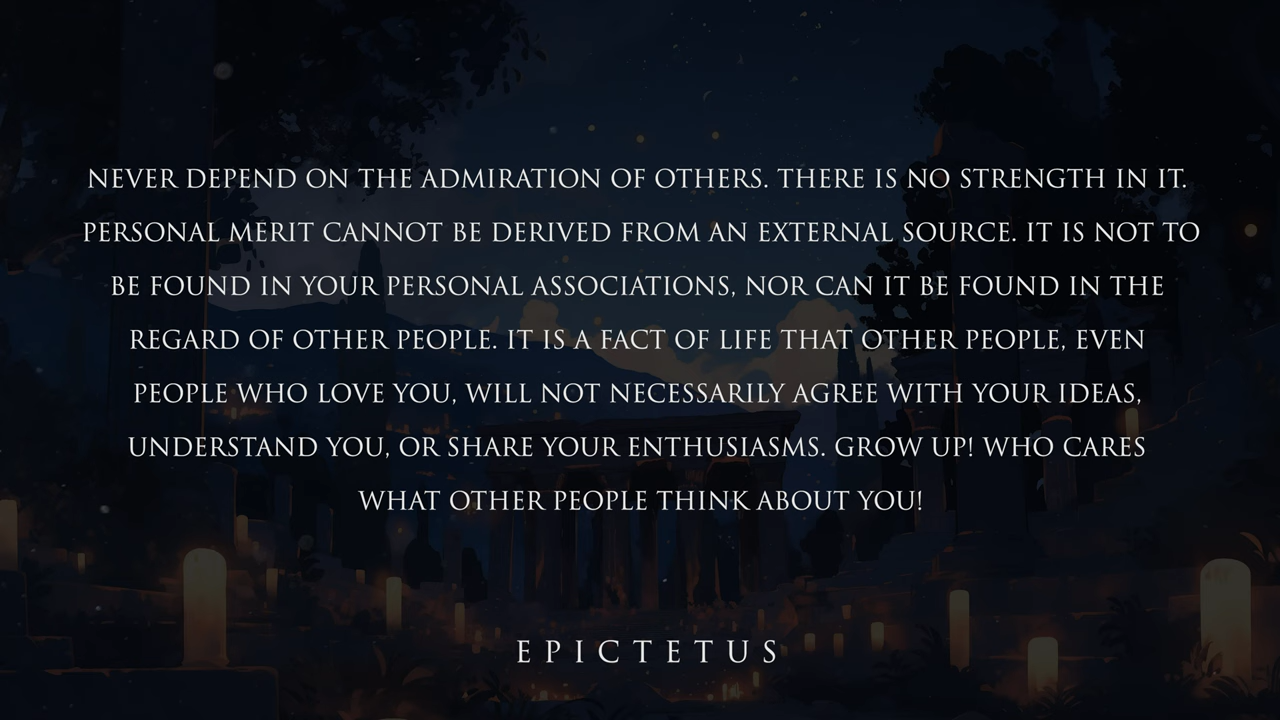 NEVER DEPEND ON THE ADMIRATION OF OTHERS. THERE IS NO STRENGTH IN IT.
PERSONAL MERIT CANNOT BE DERIVED FROM AN EXTERNAL SOURCE. IT IS NOT TO
BE FOUND IN YOUR PERSONAL ASSOCIATIONS, NOR CAN IT BE FOUND IN THE
REGARD OF OTHER PEOPLE. IT IS A FACT OF LIFE THAT OTHER PEOPLE, EVEN
PEOPLE WHO LOVE YOU, WILL NOT NECESSARILY AGREE WITH YOUR IDEAS,
UNDERSTAND YOU, OR SHARE YOUR ENTHUSIASMS. GROW UP! WHO CARES
WHAT OTHER PEOPLE THINK ABOUT YOU!
EPICTETUS